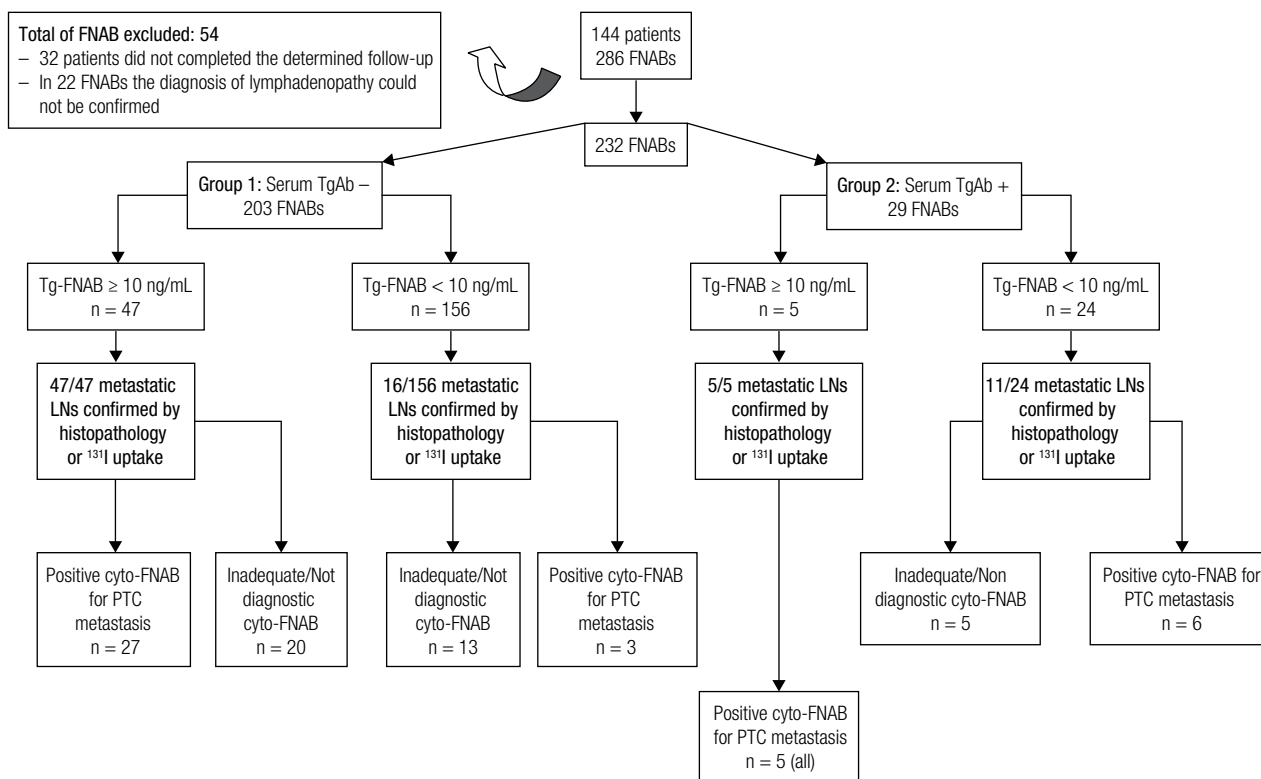 Total of FNAB excluded: 54
– 32 patients did not completed the determined follow-up
– In 22 FNABs the diagnosis of lymphadenopathy could
not be confirmed
144 patients
286 FNABs
232 FNABs
Group 1: Serum TgAb –
203 FNABs
Group 2: Serum TgAb +
29 FNABs
Tg-FNAB ≥ 10 ng/mL
n = 47
Tg-FNAB < 10 ng/mL
n = 156
Tg-FNAB ≥ 10 ng/mL
n = 5
Tg-FNAB < 10 ng/mL
n = 24
47/47 metastatic
LNs confirmed by
histopathology
or ¹³¹I uptake
16/156 metastatic
LNs confirmed by
histopathology
or ¹³¹I uptake
5/5 metastatic LNs
confirmed by
histopathology
or ¹³¹I uptake
11/24 metastatic LNs
confirmed by
histopathology
or ¹³¹I uptake
Positive cyto-FNAB
for PTC
metastasis
n = 27
Inadequate/Not
diagnostic
cyto-FNAB
n = 20
Inadequate/Not
diagnostic
cyto-FNAB
n = 13
Positive cyto-FNAB
for PTC
metastasis
n = 3
Inadequate/Non
diagnostic cyto-FNAB
n = 5
Positive cyto-FNAB for
PTC metastasis
n = 6
Positive cyto-FNAB
for PTC metastasis
n = 5 (all)